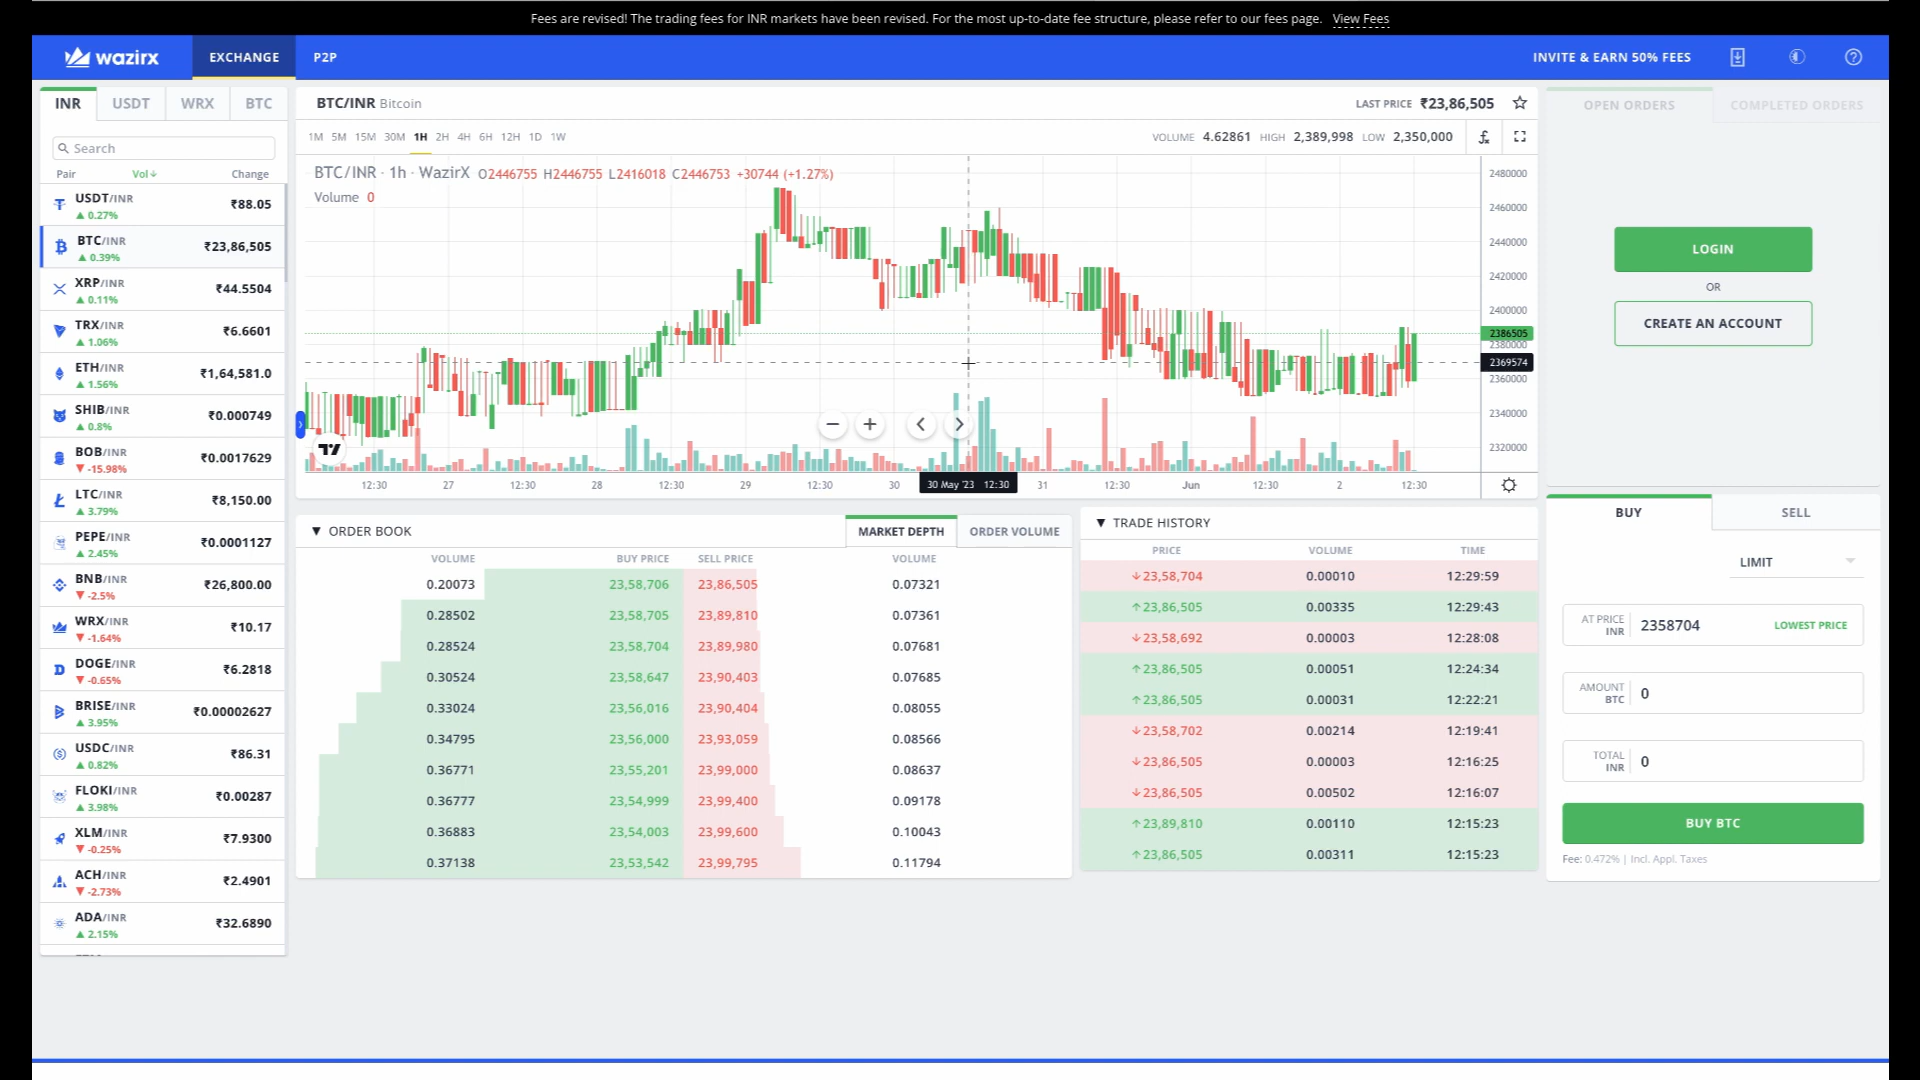 Fees are revised! The trading fees for INR markets have been revised. For the most up-to-date fee structure, please refer to our fees page. View Fees
wazirx EXCHANGE P2P INVITE & EARN 50% FEES
INR USDT WRX BTC
Search
Pair Vol↓ Change
USDT/INR ₹88.05
▲ 0.27%
BTC/INR ₹23,86,505
▲ 0.39%
XRP/INR ₹44.5504
▲ 0.11%
TRX/INR ₹6.6601
▲ 1.06%
ETH/INR ₹1,64,581.0
▲ 1.56%
SHIB/INR ₹0.000749
▲ 0.8%
BOB/INR ₹0.0017629
▼ -15.98%
LTC/INR ₹8,150.00
▲ 3.79%
PEPE/INR ₹0.0001127
▲ 2.45%
BNB/INR ₹26,800.00
▼ -2.5%
WRX/INR ₹10.17
▼ -1.64%
DOGE/INR ₹6.2818
▼ -0.65%
BRISE/INR ₹0.00002627
▲ 3.95%
USDC/INR ₹86.31
▲ 0.82%
FLOKI/INR ₹0.00287
▲ 3.98%
XLM/INR ₹7.9300
▼ -0.25%
ACH/INR ₹2.4901
▼ -2.73%
ADA/INR ₹32.6890
▲ 2.15%
BTC/INR Bitcoin LAST PRICE ₹23,86,505
1M 5M 15M 30M 1H 2H 4H 6H 12H 1D 1W VOLUME 4.62861 HIGH 2,389,998 LOW 2,350,000
BTC/INR · 1h · WazirX O2446755 H2446755 L2416018 C2446753 +30744 (+1.27%)
Volume 0
2480000
2460000
2440000
2420000
2400000
2386505
2380000
2369574
2360000
2340000
2320000
12:30 27 12:30 28 12:30 29 12:30 30 30 May '23 12:30 31 12:30 Jun 12:30 2 12:30
▼ ORDER BOOK MARKET DEPTH ORDER VOLUME
VOLUME BUY PRICE SELL PRICE VOLUME
0.20073 23,58,706 23,86,505 0.07321
0.28502 23,58,705 23,89,810 0.07361
0.28524 23,58,704 23,89,980 0.07681
0.30524 23,58,647 23,90,403 0.07685
0.33024 23,56,016 23,90,404 0.08055
0.34795 23,56,000 23,93,059 0.08566
0.36771 23,55,201 23,99,000 0.08637
0.36777 23,54,999 23,99,400 0.09178
0.36883 23,54,003 23,99,600 0.10043
0.37138 23,53,542 23,99,795 0.11794
▼ TRADE HISTORY
PRICE VOLUME TIME
↓23,58,704 0.00010 12:29:59
↑23,86,505 0.00335 12:29:43
↓23,58,692 0.00003 12:28:08
↑23,86,505 0.00051 12:24:34
↑23,86,505 0.00031 12:22:21
↓23,58,702 0.00214 12:19:41
↓23,86,505 0.00003 12:16:25
↓23,86,505 0.00502 12:16:07
↑23,89,810 0.00110 12:15:23
↑23,86,505 0.00311 12:15:23
OPEN ORDERS COMPLETED ORDERS
LOGIN
OR
CREATE AN ACCOUNT
BUY SELL
LIMIT
AT PRICE INR 2358704 LOWEST PRICE
AMOUNT BTC 0
TOTAL INR 0
BUY BTC
Fee: 0.472% | Incl. Appl. Taxes